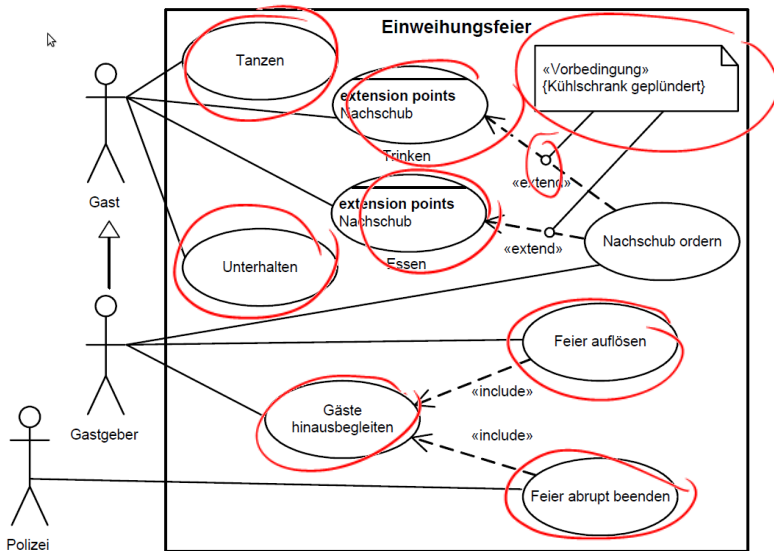 Einweihungsfeier
Tanzen
«Vorbedingung»
{Kühlschrank geplündert}
extension points
Nachschub
Trinken
Gast
«extend»
extension points
Nachschub
Essen
«extend»
Nachschub ordern
Unterhalten
Feier auflösen
«include»
Gäste
hinausbegleiten
Gastgeber
«include»
Feier abrupt beenden
Polizei